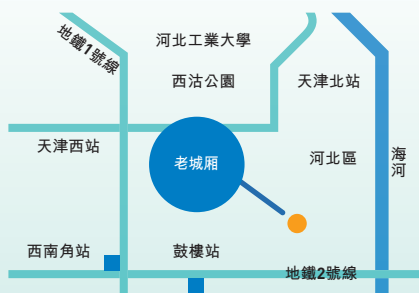 地鐵1號線
河北工業大學
西沽公園
天津北站
天津西站
老城廂
河北區
海河
西南角站
鼓樓站
地鐵2號線